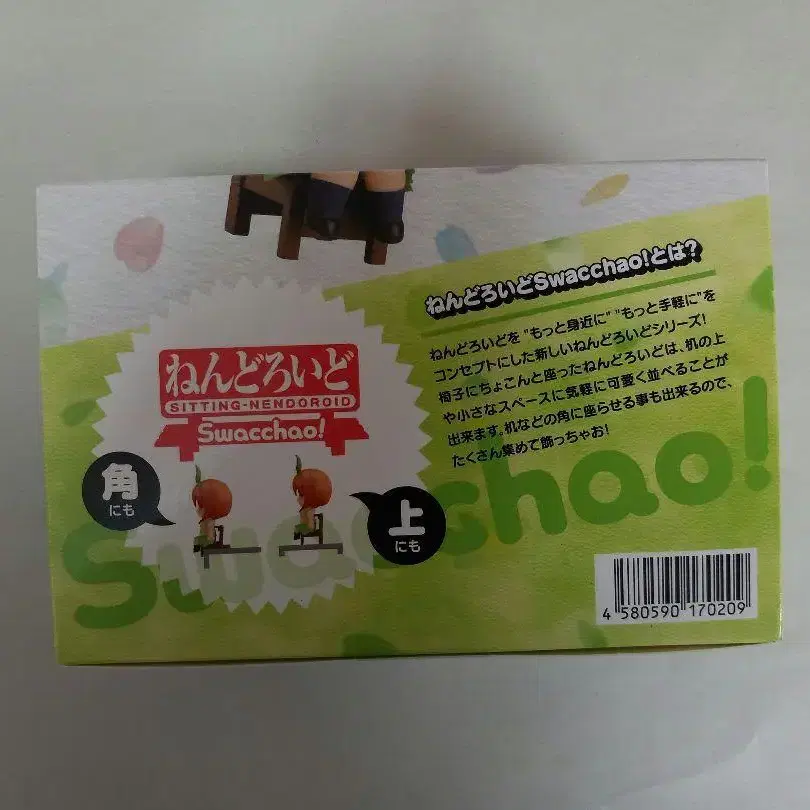 ねんどろいどSwacchao!とは?
ねんどろいどを "もっと身近に" "もっと手軽に"を
コンセプトにした新しいねんどろいどシリーズ!
椅子にちょこんと座ったねんどろいどは、机の上
や小さなスペースに気軽に可愛く並べることが
出来ます。机などの角に座らせる事も出来るので、
たくさん集めて飾っちゃお!
ねんどろいど
SITTING-NENDOROID
Swacchao!
角
にも
上
にも
Swacchao!
4 580590 170209